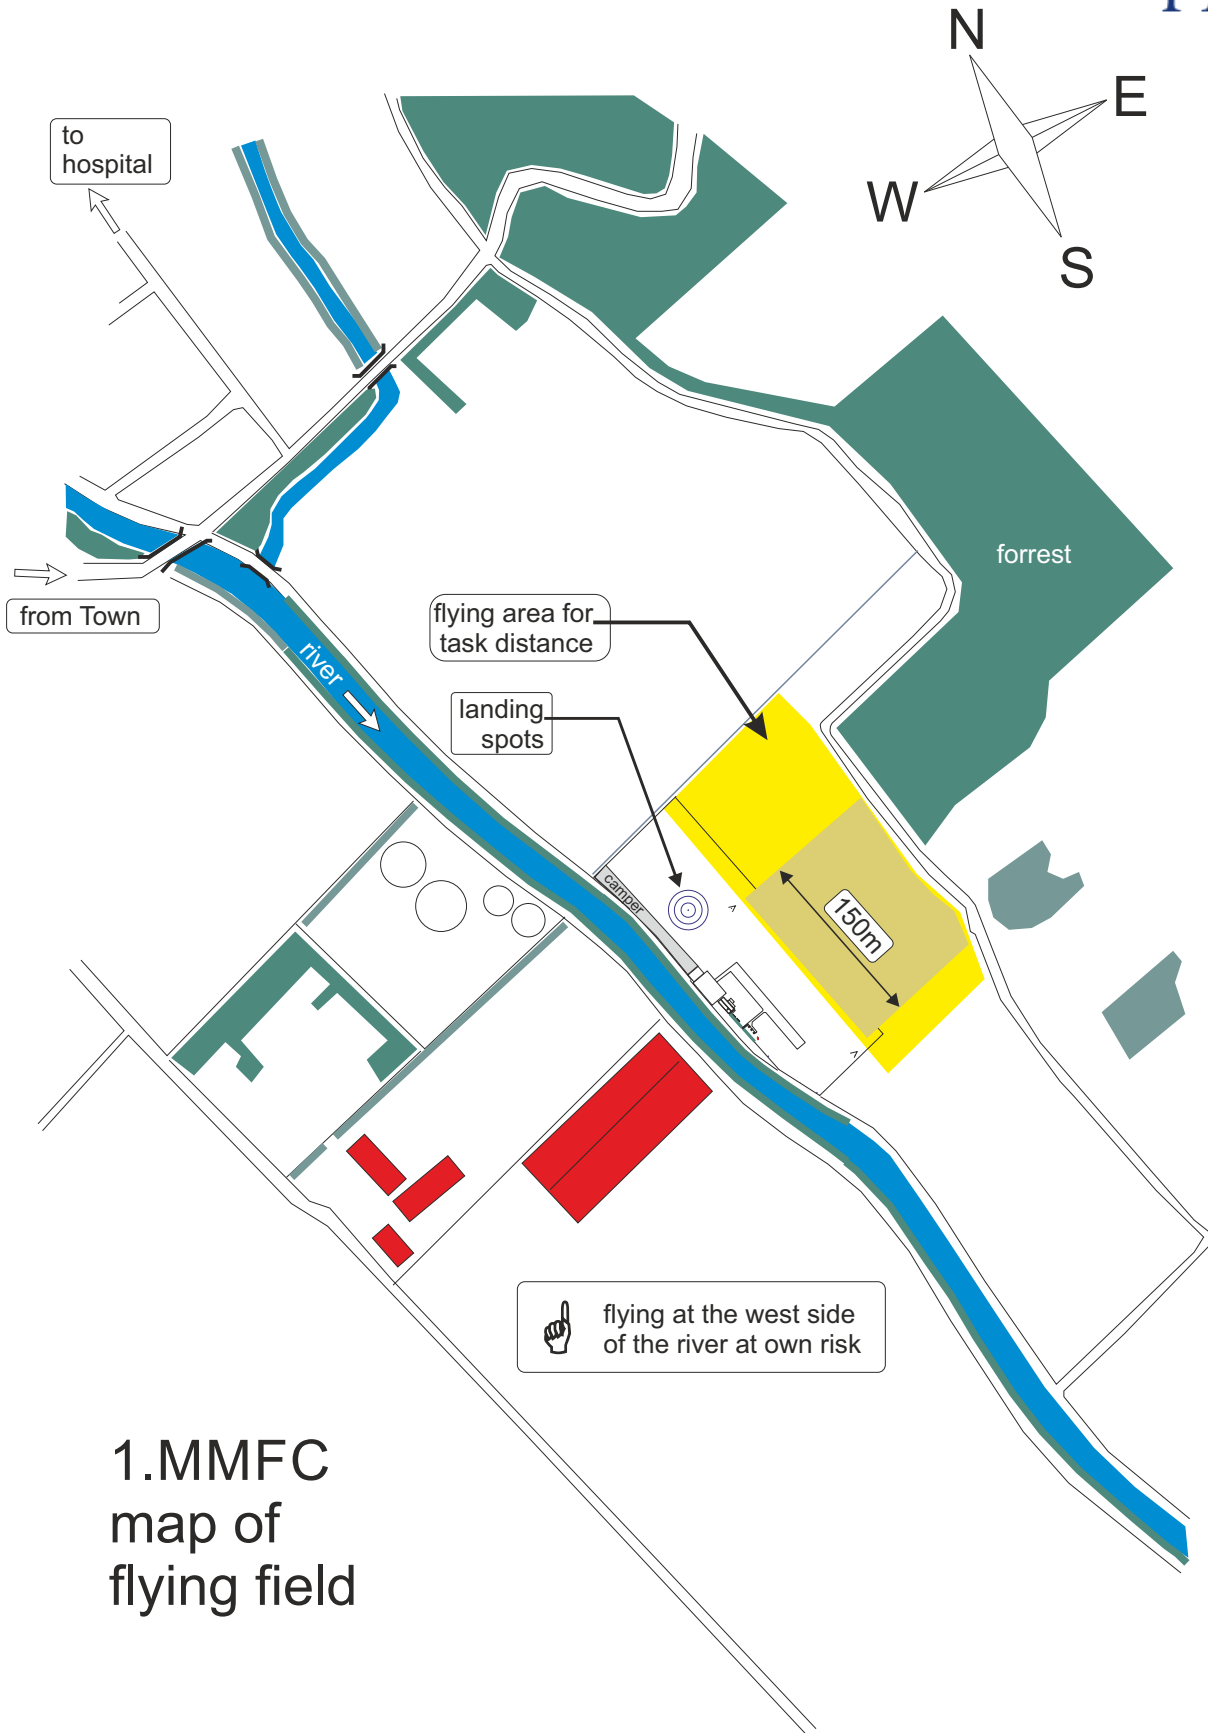 N
E
W
S
to
hospital
forrest
from Town
flying area for
task distance
river
landing
spots
camper
150m
flying at the west side
of the river at own risk
1.MMFC
map of
flying field